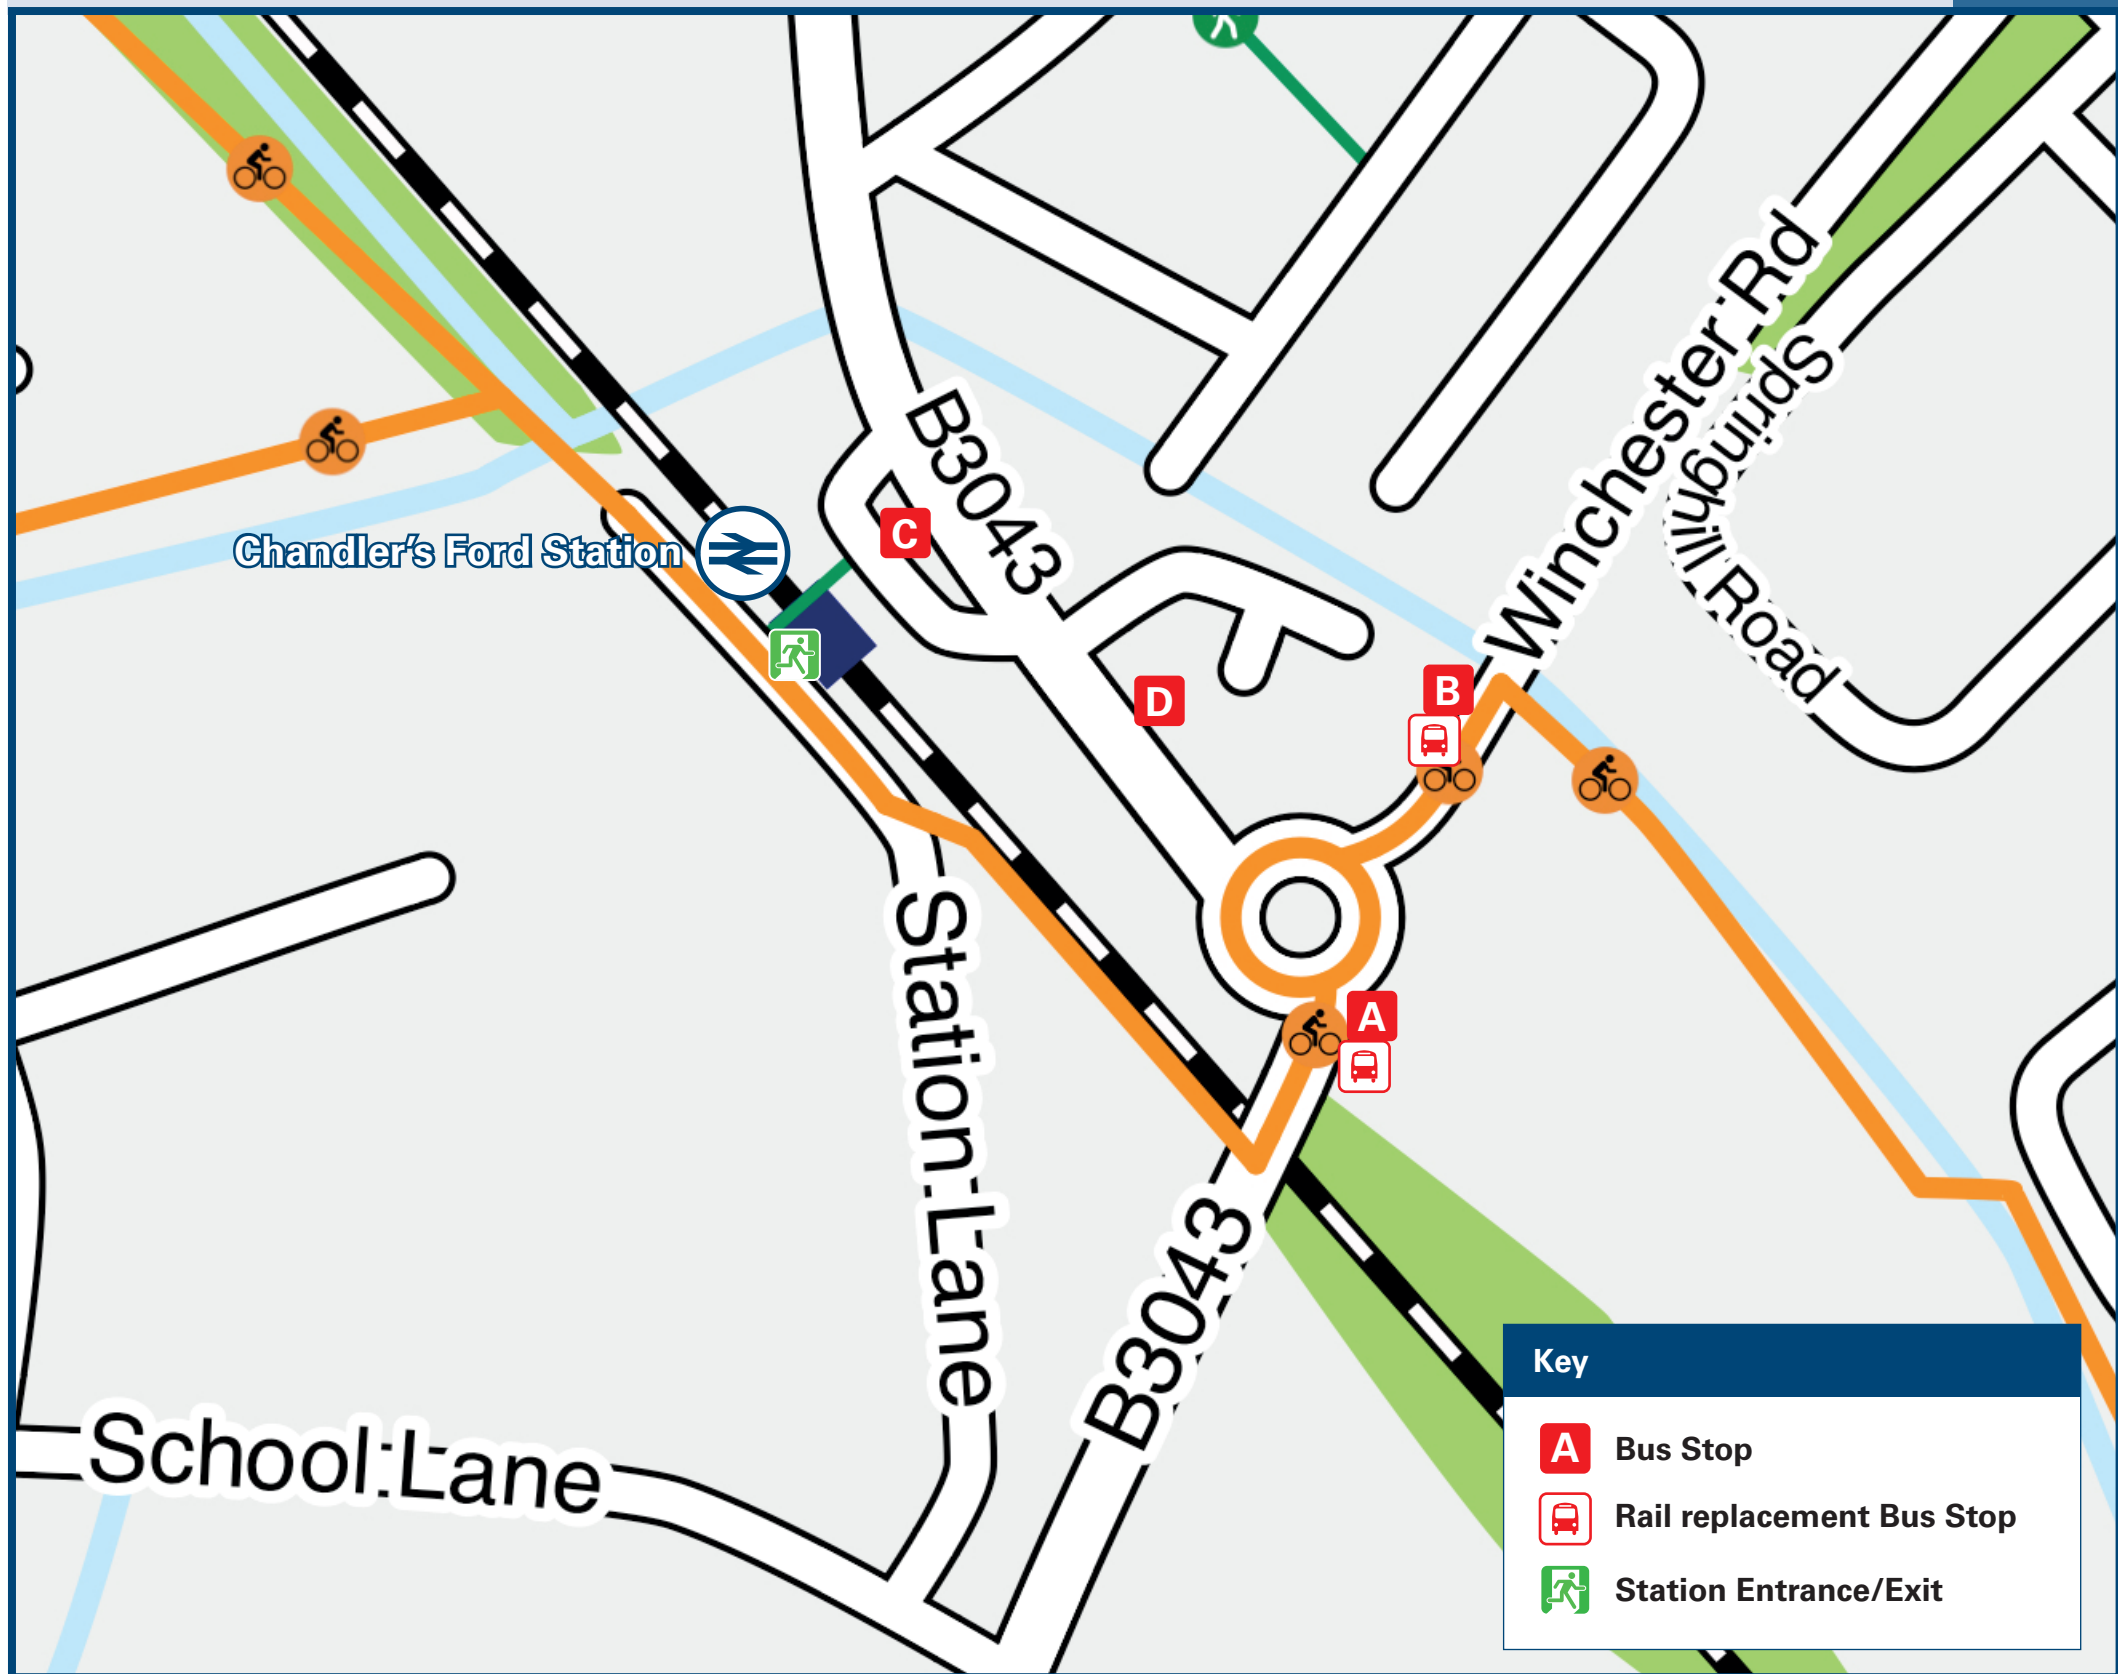 Winchester Rd
Springhill Road
B3043
C
Chandler's Ford Station
D
B
Station Lane
A
B3043
School Lane
Key
A Bus Stop
Rail replacement Bus Stop
Station Entrance/Exit